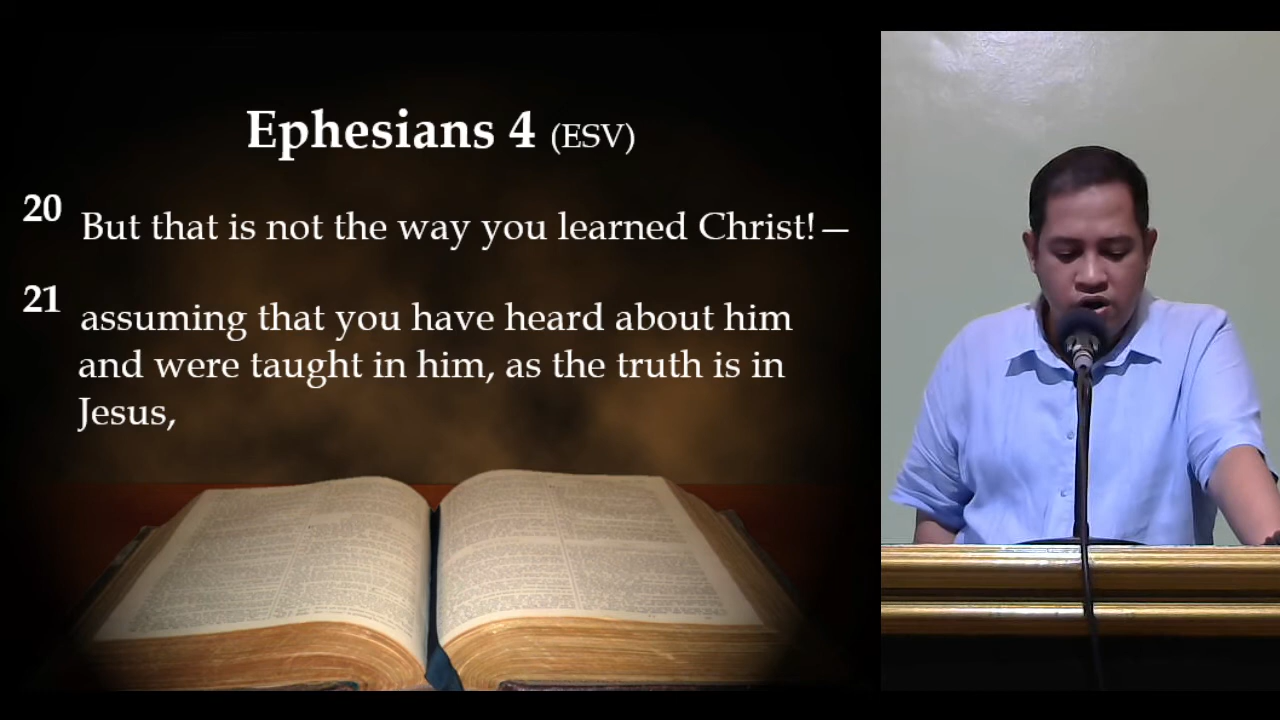 Ephesians 4 (ESV)
20 But that is not the way you learned Christ!—
21 assuming that you have heard about him
and were taught in him, as the truth is in
Jesus,